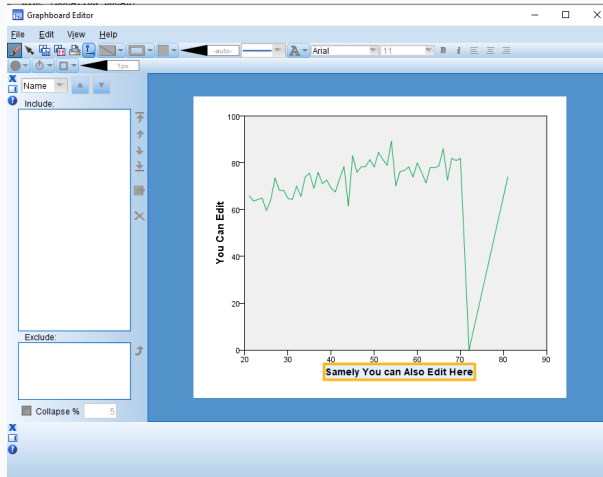 Graphboard Editor
File Edit View Help
-auto- Arial 11 B i
1px
Name
Include:
Exclude:
Collapse % 5
100
80
60
40
20
0
You Can Edit
20 30 40 50 60 70 80 90
Samely You can Also Edit Here